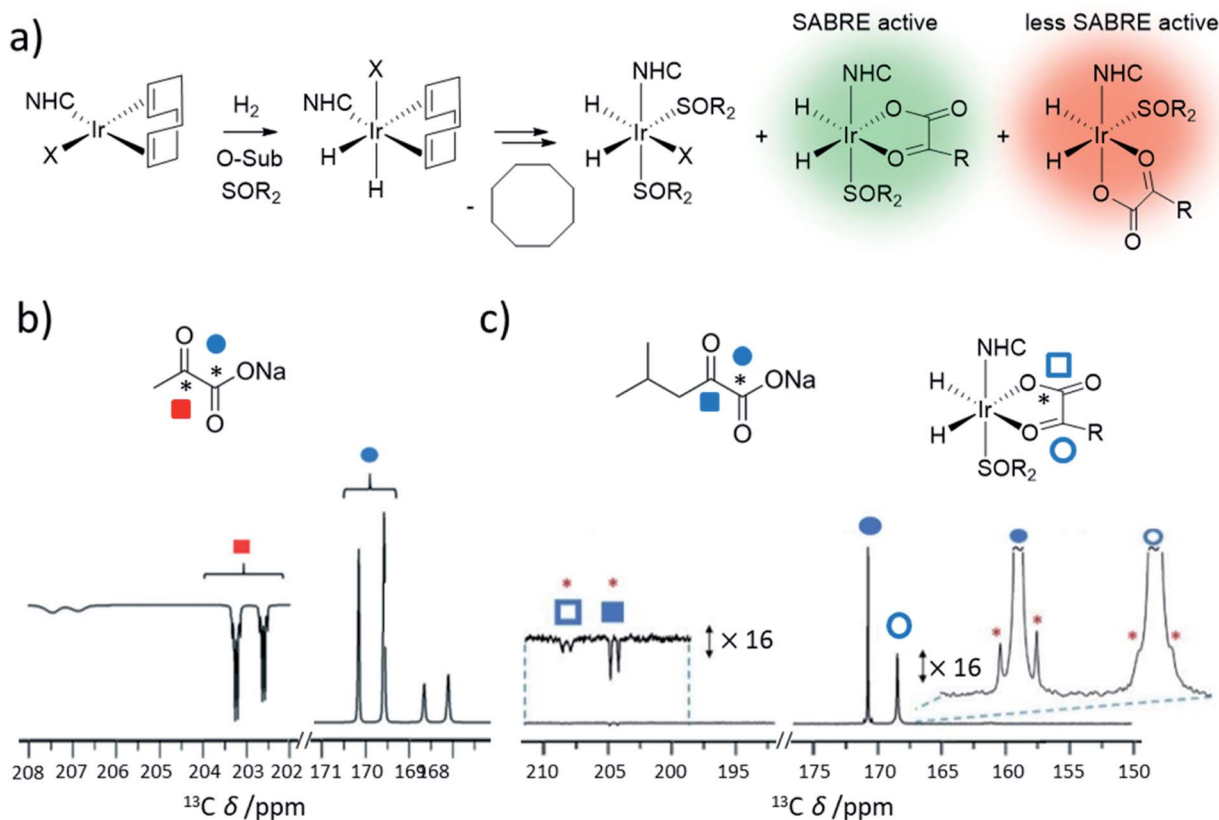 a)
SABRE active
less SABRE active
NHC
Ir
X
H₂
O-Sub
SOR₂
X
NHC
Ir
H
H
-
NHC
H
SOR₂
Ir
H
X
SOR₂
+
NHC
H
O
O
Ir
H
O
R
SOR₂
+
NHC
H
SOR₂
Ir
H
O
O
R
O
b)
O
*
*
ONa
O
208
207
206
205
204
203
202
171
170
169
168
¹³C δ /ppm
c)
O
*
ONa
O
NHC
H
O
O
Ir
*
H
O
R
SOR₂
*
*
× 16
× 16
*
*
*
*
210
205
200
195
175
170
165
160
155
150
¹³C δ /ppm